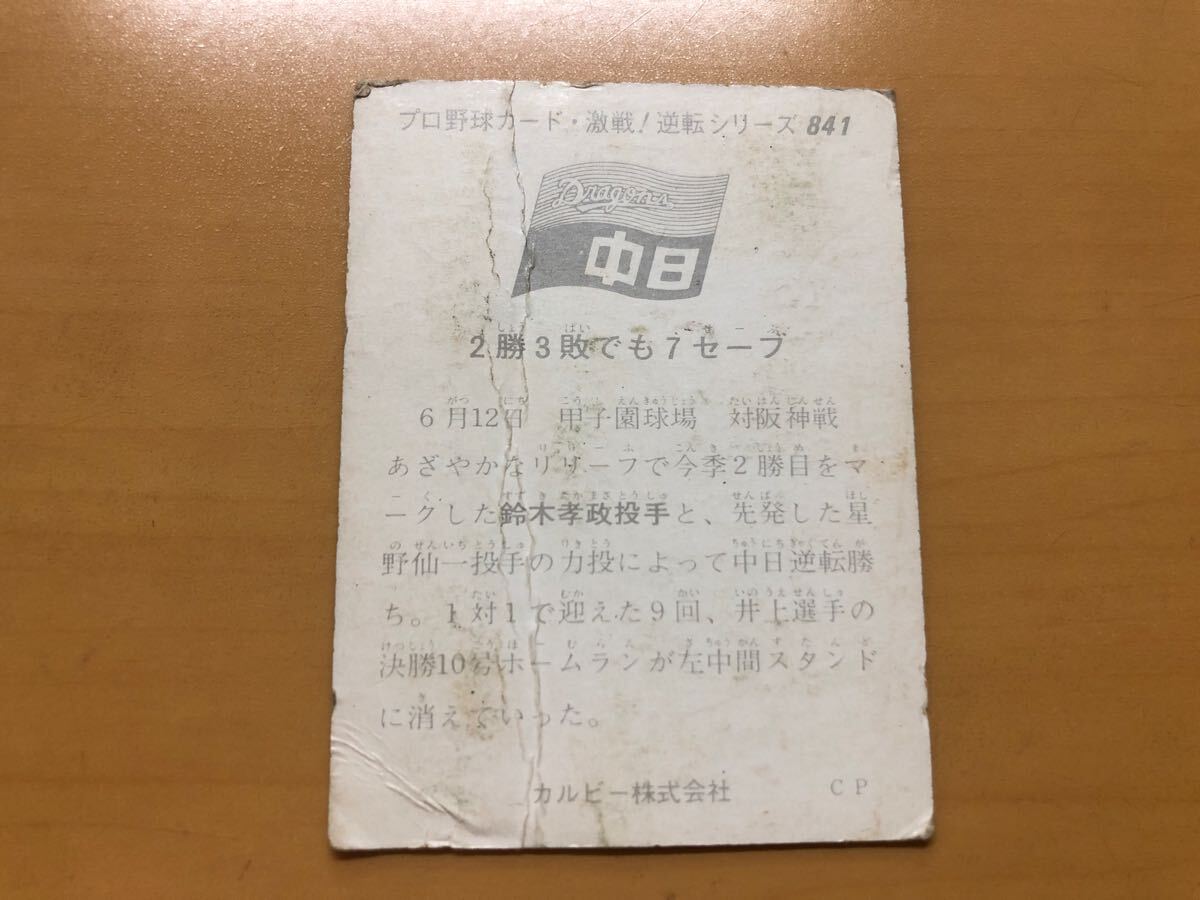 プロ野球カード・激戦!逆転シリーズ 841
Dragons
中日
2勝3敗でも7セーブ
6月12日 甲子園球場 対阪神戦
あざやかなリリーフで今季2勝目をマ
ークした鈴木孝政投手と、先発した星
野仙一投手の力投によって中日逆転勝
ち。1対1で迎えた9回、井上選手の
決勝10号ホームランが左中間スタンド
に消えていった。
カルビー株式会社 CP